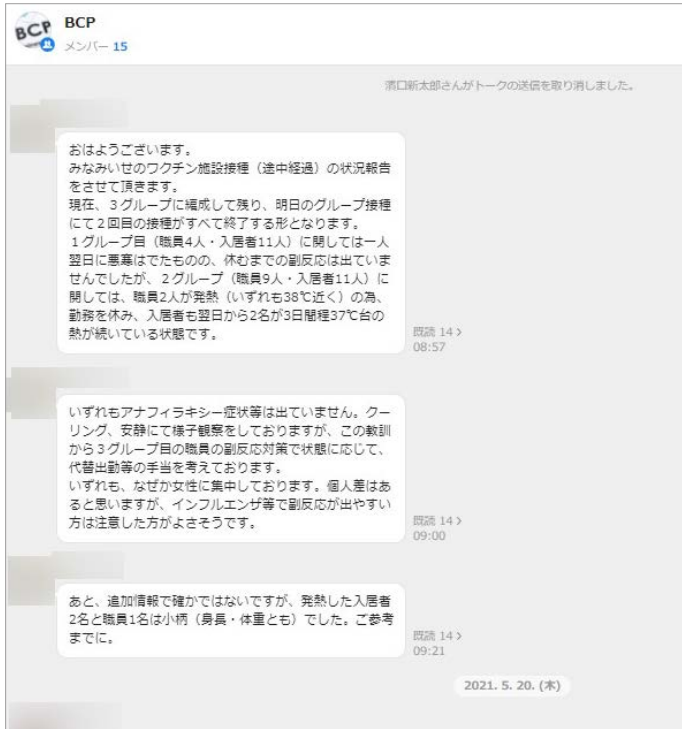 BCP
BCP
メンバー 15
濱口新太郎さんがトークの送信を取り消しました。
おはようございます。
みなみいせのワクチン施設接種（途中経過）の状況報告
をさせて頂きます。
現在、３グループに編成して残り、明日のグループ接種
にて２回目の接種がすべて終了する形となります。
１グループ目（職員4人・入居者11人）に関しては一人
翌日に悪寒はでたものの、休むまでの副反応は出ていま
せんでしたが、２グループ（職員9人・入居者11人）に
関しては、職員2人が発熱（いずれも38℃近く）の為、
勤務を休み、入居者も翌日から2名が3日間程37℃台の
熱が続いている状態です。
既読 14
08:57
いずれもアナフィラキシー症状等は出ていません。クー
リング、安静にて様子観察をしておりますが、この教訓
から３グループ目の職員の副反応対策で状態に応じて、
代替出勤等の手当を考えております。
いずれも、なぜか女性に集中しております。個人差はあ
ると思いますが、インフルエンザ等で副反応が出やすい
方は注意した方がよさそうです。
既読 14
09:00
あと、追加情報で確かではないですが、発熱した入居者
2名と職員1名は小柄（身長・体重とも）でした。ご参考
までに。
既読 14
09:21
2021. 5. 20. (木)